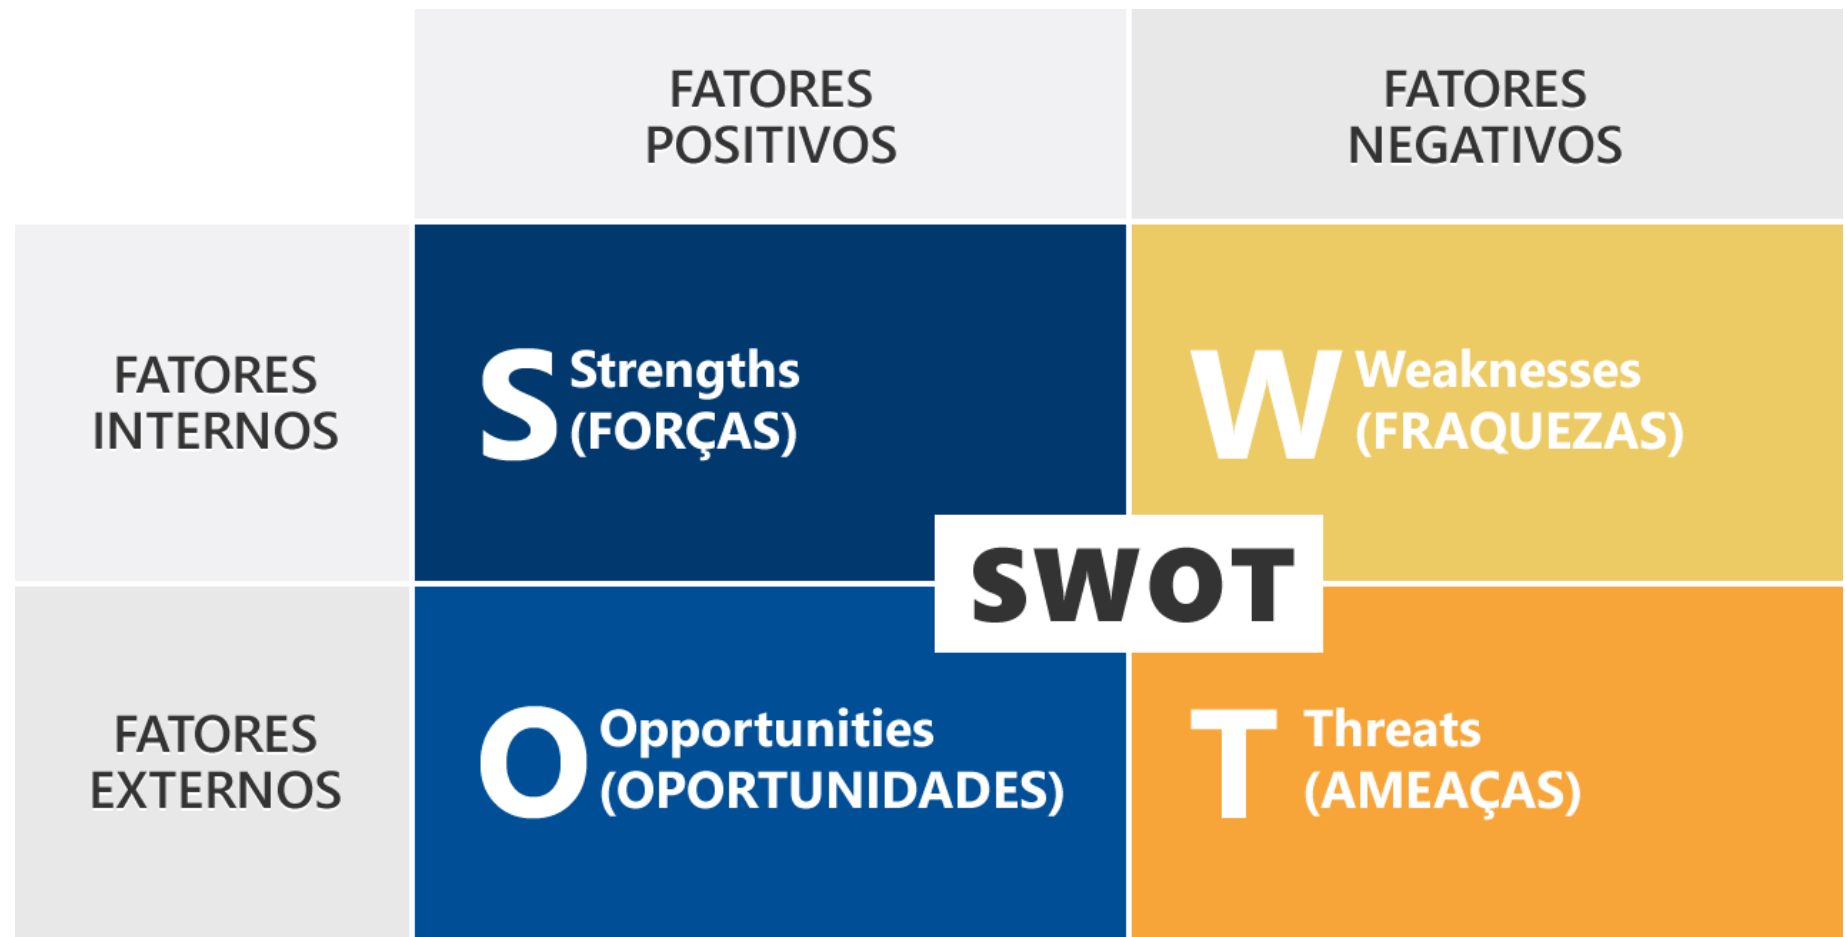 FATORES
POSITIVOS
FATORES
NEGATIVOS
FATORES
INTERNOS
S
Strengths
(FORÇAS)
W
Weaknesses
(FRAQUEZAS)
SWOT
FATORES
EXTERNOS
O
Opportunities
(OPORTUNIDADES)
T
Threats
(AMEAÇAS)